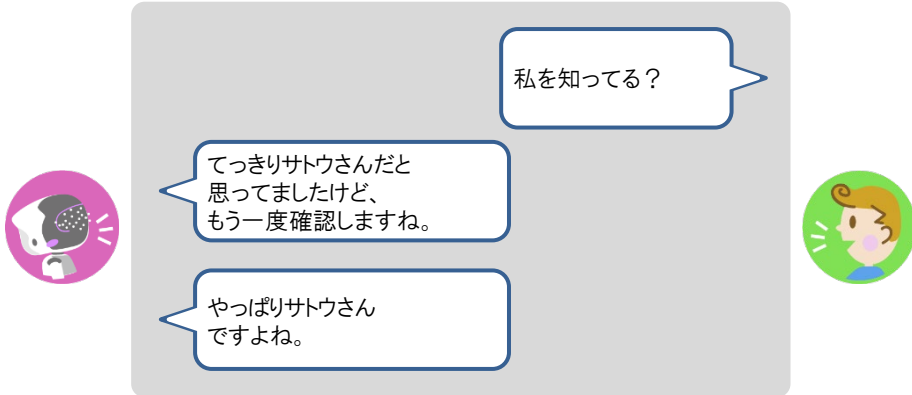 私を知ってる？
てっきりサトウさんだと
思ってましたけど、
もう一度確認しますね。
やっぱりサトウさん
ですよね。